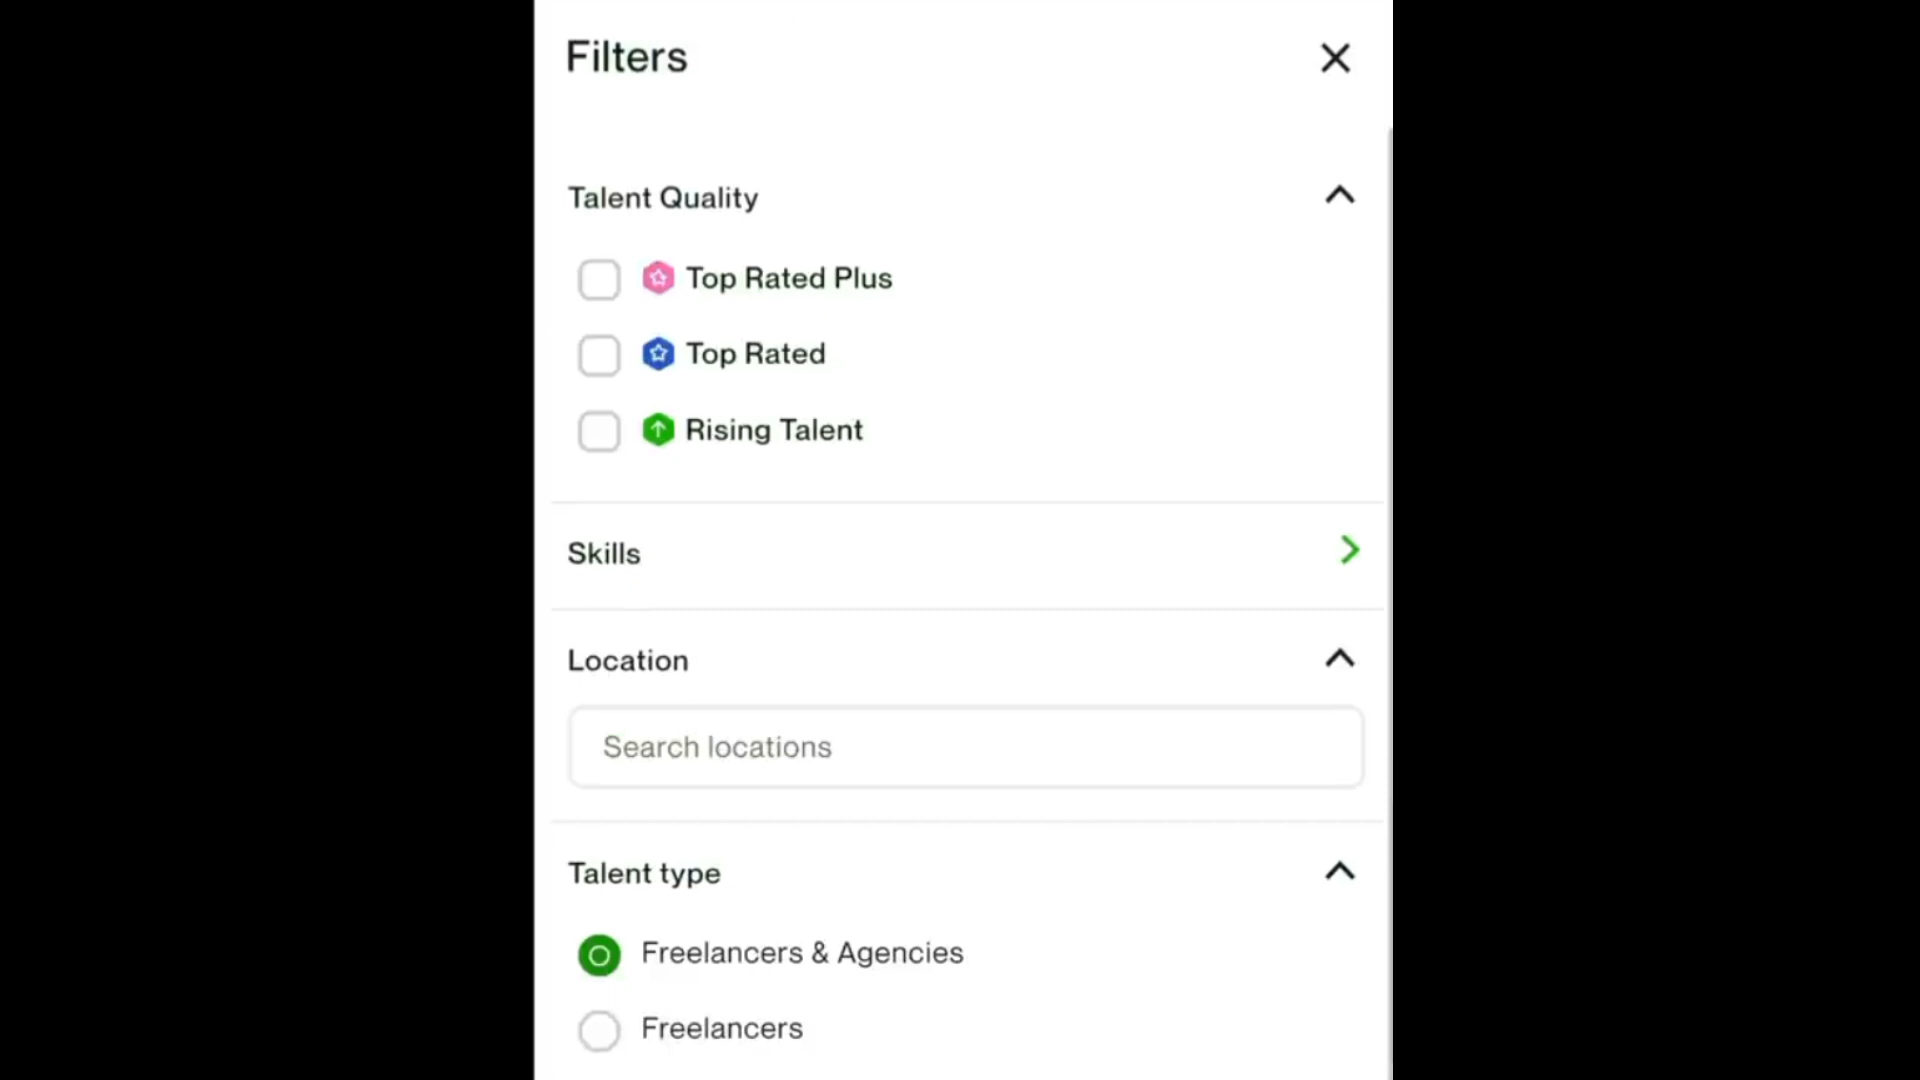 Filters
Talent Quality
Top Rated Plus
Top Rated
Rising Talent
Skills
Location
Search locations
Talent type
Freelancers & Agencies
Freelancers